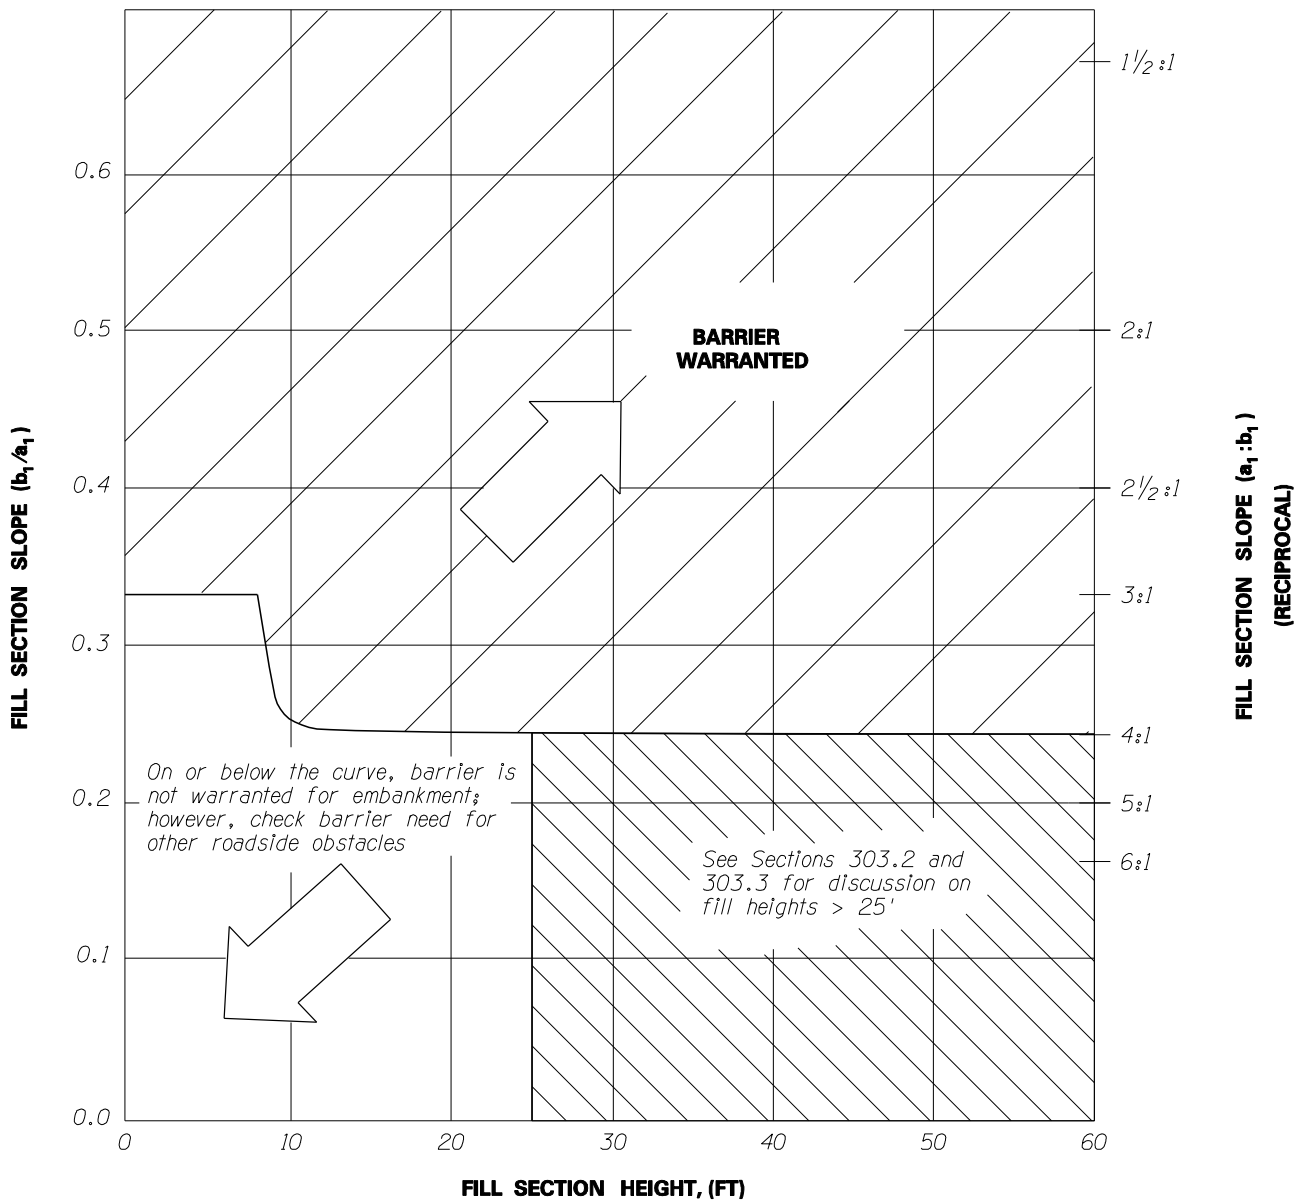 1½:1
0.6
0.5
BARRIER
WARRANTED
2:1
0.4
2½:1
FILL SECTION SLOPE (b₁/a₁)
FILL SECTION SLOPE (a₁:b₁)
(RECIPROCAL)
3:1
0.3
4:1
On or below the curve, barrier is
not warranted for embankment;
however, check barrier need for
other roadside obstacles
0.2
5:1
See Sections 303.2 and
303.3 for discussion on
fill heights > 25'
6:1
0.1
0.0
0 10 20 30 40 50 60
FILL SECTION HEIGHT, (FT)